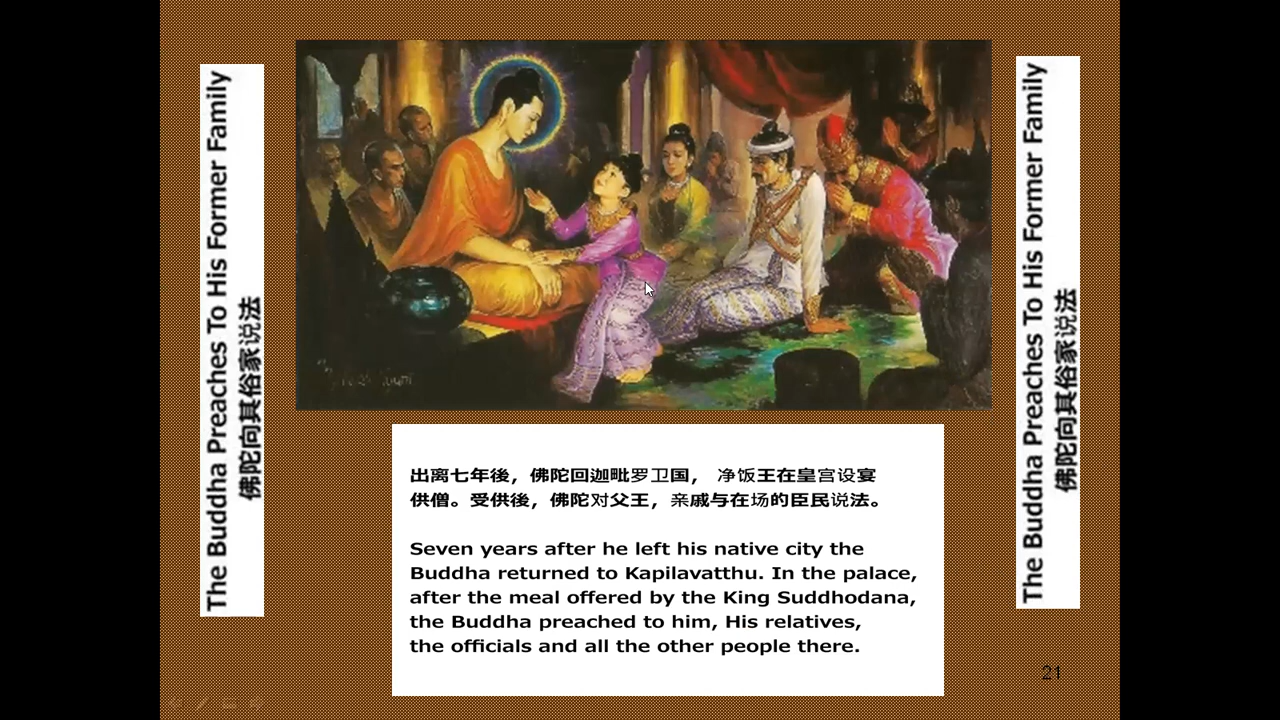 The Buddha Preaches To His Former Family
佛陀向其俗家说法
出离七年後，佛陀回迦毗罗卫国， 净饭王在皇宫设宴
供僧。受供後，佛陀对父王，亲戚与在场的臣民说法。
Seven years after he left his native city the
Buddha returned to Kapilavatthu. In the palace,
after the meal offered by the King Suddhodana,
the Buddha preached to him, His relatives,
the officials and all the other people there.
The Buddha Preaches To His Former Family
佛陀向其俗家说法
21